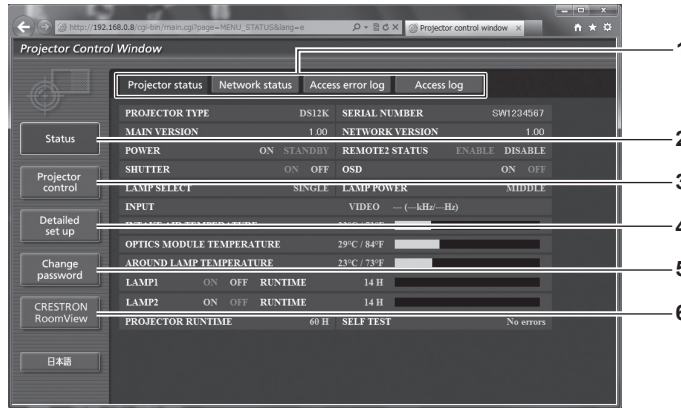 http://192.168.0.8/cgi-bin/main.cgi?page=MENU_STATUS&lang=e
Projector control window
Projector Control Window
1
Projector status Network status Access error log Access log
PROJECTOR TYPE DS12K SERIAL NUMBER SW1234567
MAIN VERSION 1.00 NETWORK VERSION 1.00
Status
2
POWER ON STANDBY REMOTE2 STATUS ENABLE DISABLE
SHUTTER ON OFF OSD ON OFF
Projector control
3
LAMP SELECT SINGLE LAMP POWER MIDDLE
INPUT VIDEO --- (---kHz/---Hz)
Detailed set up
4
OPTICS MODULE TEMPERATURE 29°C / 84°F
AROUND LAMP TEMPERATURE 23°C / 73°F
Change password
5
LAMP1 ON OFF RUNTIME 14 H
LAMP2 ON OFF RUNTIME 14 H
CRESTRON RoomView
6
PROJECTOR RUNTIME 60 H SELF TEST No errors
日本語